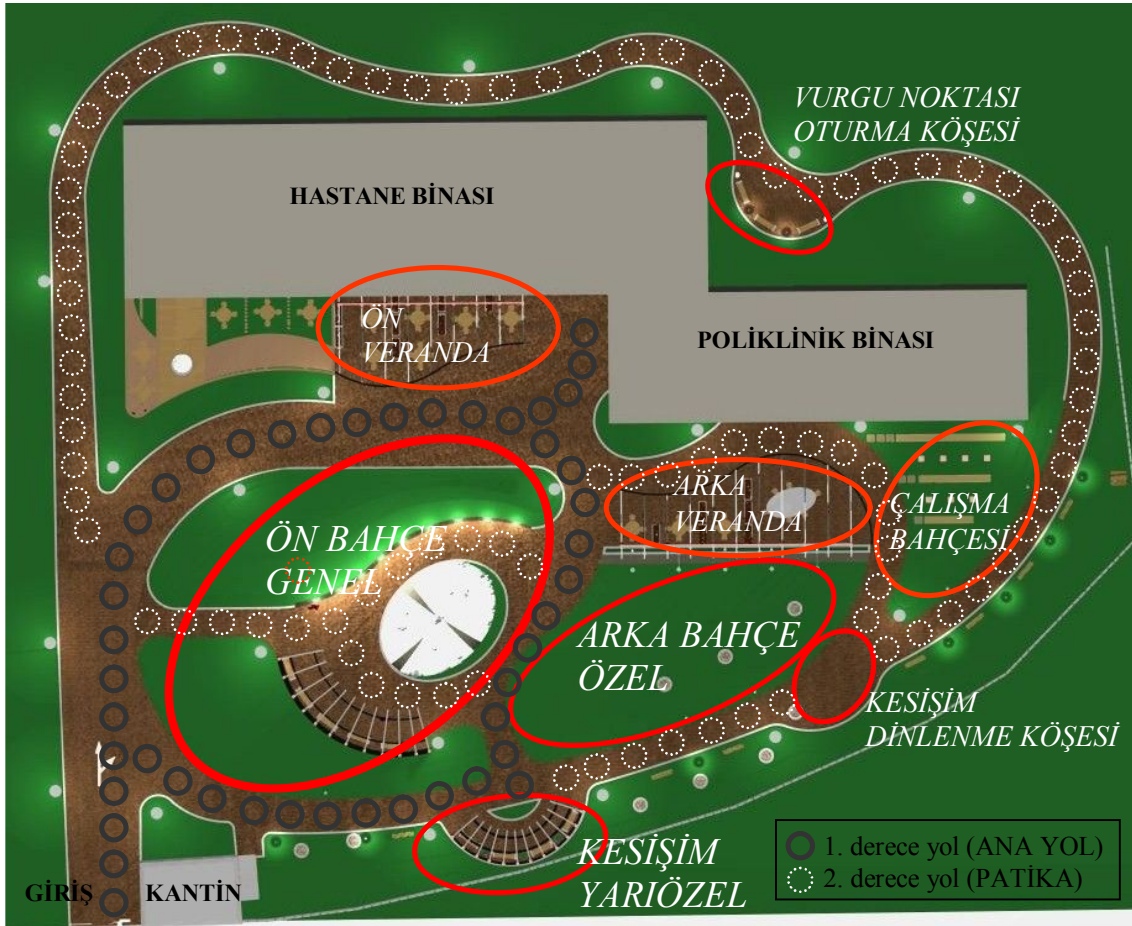 VURGU NOKTASI
OTURMA KÖŞESİ
HASTANE BİNASI
ÖN
VERANDA
POLİKLİNİK BİNASI
ARKA
VERANDA
ÇALIŞMA
BAHÇESİ
ÖN BAHÇE
GENEL
ARKA BAHÇE
ÖZEL
KESİŞİM
DİNLENME KÖŞESİ
KESİŞİM
YARIÖZEL
1. derece yol (ANA YOL)
2. derece yol (PATİKA)
GİRİŞ
KANTİN